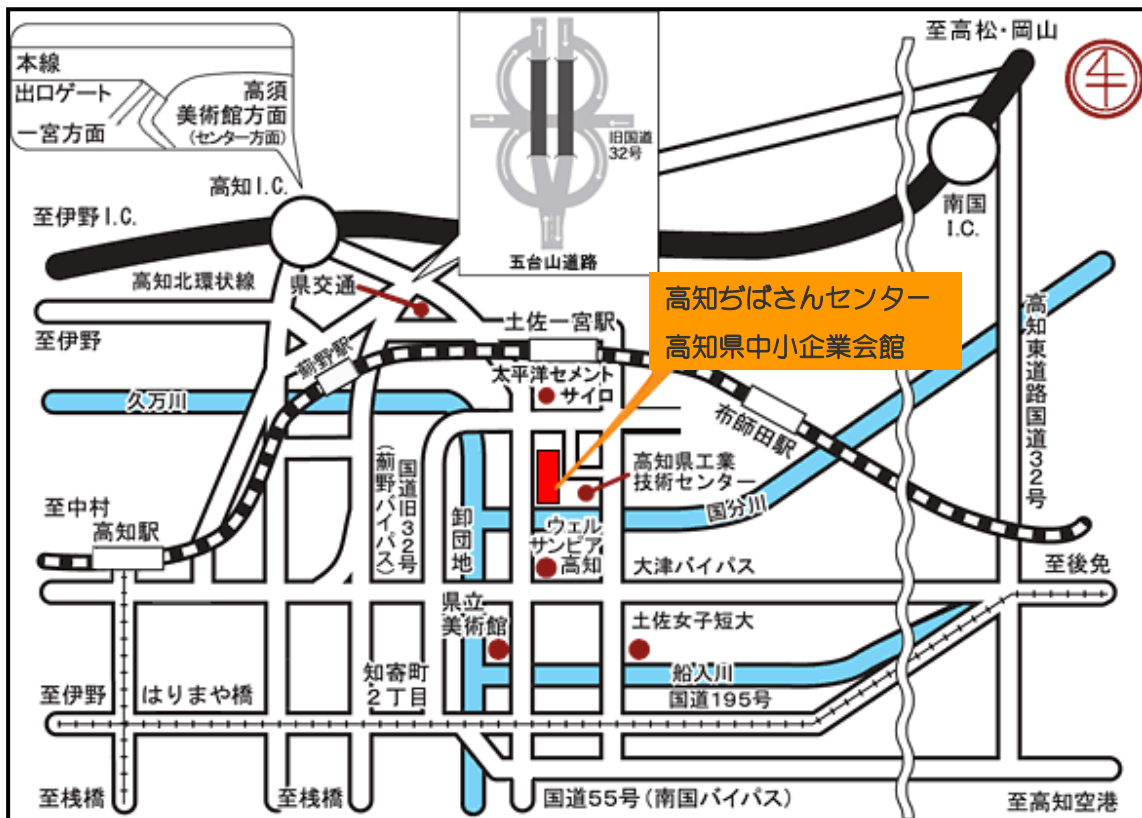 本線
出口ゲート
一宮方面
高須
美術館方面
(センター方面)
高知I.C.
至伊野I.C.
高知北環状線
県交通
至伊野
旧国道
32号
五台山道路
至高松・岡山
南国
I.C.
高知ぢばさんセンター
高知県中小企業会館
土佐一宮駅
薊野駅
太平洋セメント
サイロ
久万川
布師田駅
高知東道路国道32号
高知県工業
技術センター
国分川
国道旧32号
(薊野バイパス)
卸団地
至中村
高知駅
ウェル
サンピア
高知
大津バイパス
至後免
県立
美術館
土佐女子短大
船入川
国道195号
至伊野
はりまや橋
知寄町
2丁目
至桟橋
至桟橋
国道55号(南国バイパス)
至高知空港